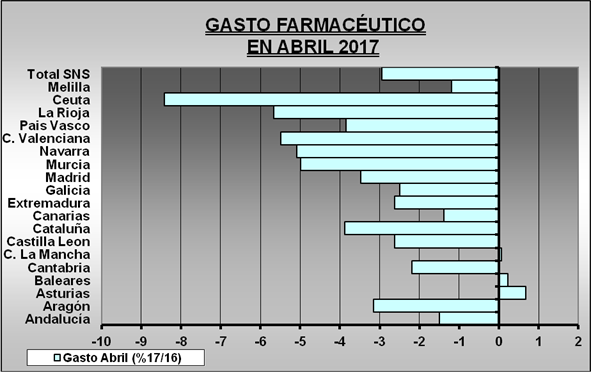 GASTO FARMACÉUTICO
EN ABRIL 2017
Total SNS
Melilla
Ceuta
La Rioja
Pais Vasco
C. Valenciana
Navarra
Murcia
Madrid
Galicia
Extremadura
Canarias
Cataluña
Castilla Leon
C. La Mancha
Cantabria
Baleares
Asturias
Aragón
Andalucía
-10 -9 -8 -7 -6 -5 -4 -3 -2 -1 0 1 2
Gasto Abril (%17/16)